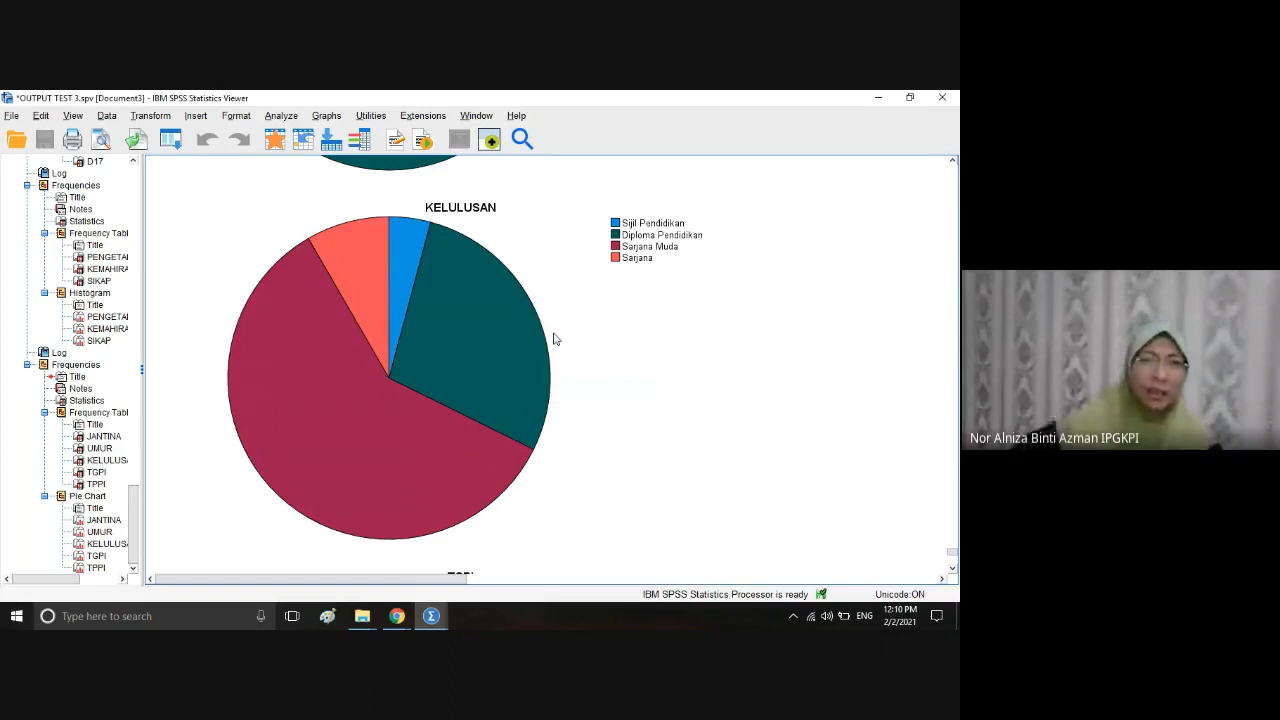 *OUTPUT TEST 3.spv [Document3] - IBM SPSS Statistics Viewer
File Edit View Data Transform Insert Format Analyze Graphs Utilities Extensions Window Help
D17
Log
Frequencies
Title
Notes
Statistics
Frequency Tabl
Title
PENGETA
KEMAHIRA
SIKAP
Histogram
Title
PENGETA
KEMAHIRA
SIKAP
Log
Frequencies
Title
Notes
Statistics
Frequency Tabl
Title
JANTINA
UMUR
KELULUSA
TGPI
TPPI
Pie Chart
Title
JANTINA
UMUR
KELULUSA
TGPI
TPPI
KELULUSAN
Sijil Pendidikan
Diploma Pendidikan
Sarjana Muda
Sarjana
TGPI
IBM SPSS Statistics Processor is ready
Unicode:ON
Type here to search
ENG
12:10 PM
2/2/2021
Nor Alniza Binti Azman IPGKPI